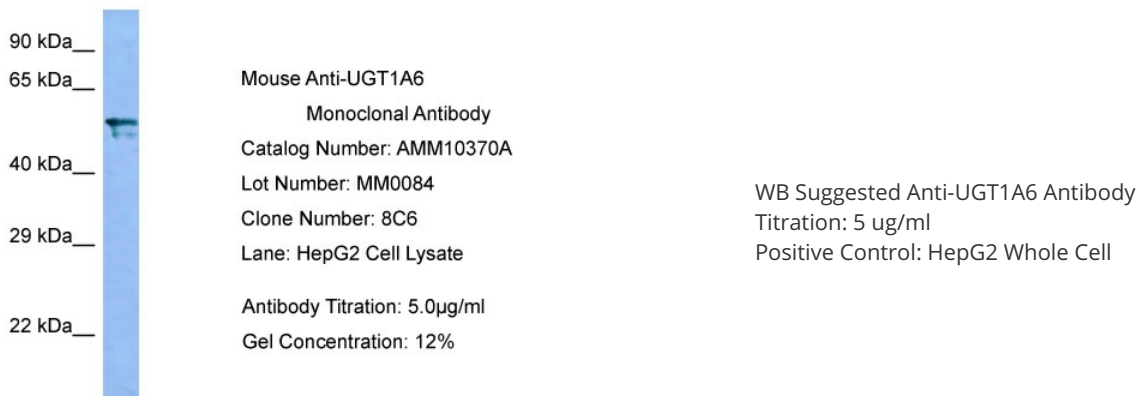 90 kDa__
65 kDa__
40 kDa__
29 kDa__
22 kDa__
Mouse Anti-UGT1A6
Monoclonal Antibody
Catalog Number: AMM10370A
Lot Number: MM0084
Clone Number: 8C6
Lane: HepG2 Cell Lysate
Antibody Titration: 5.0µg/ml
Gel Concentration: 12%
WB Suggested Anti-UGT1A6 Antibody
Titration: 5 ug/ml
Positive Control: HepG2 Whole Cell